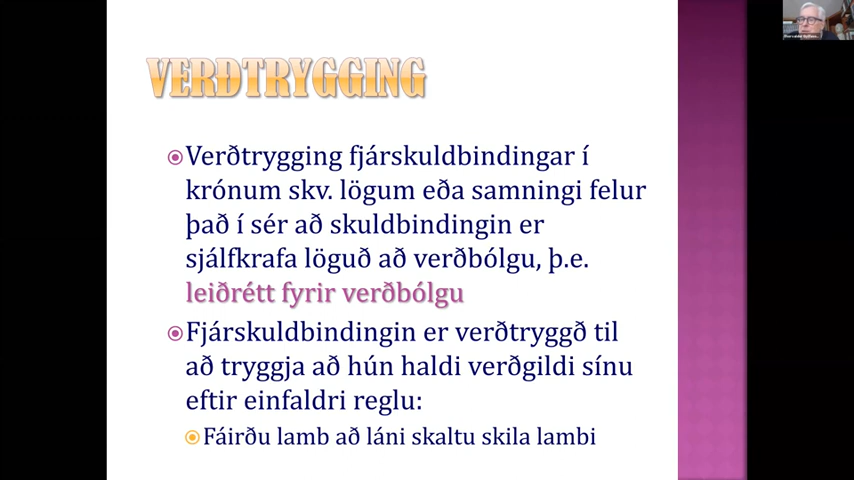 VERÐTRYGGING
Verðtrygging fjárskuldbindingar í
krónum skv. lögum eða samningi felur
það í sér að skuldbindingin er
sjálfkrafa löguð að verðbólgu, þ.e.
leiðrétt fyrir verðbólgu
Fjárskuldbindingin er verðtryggð til
að tryggja að hún haldi verðgildi sínu
eftir einfaldri reglu:
Fáirðu lamb að láni skaltu skila lambi